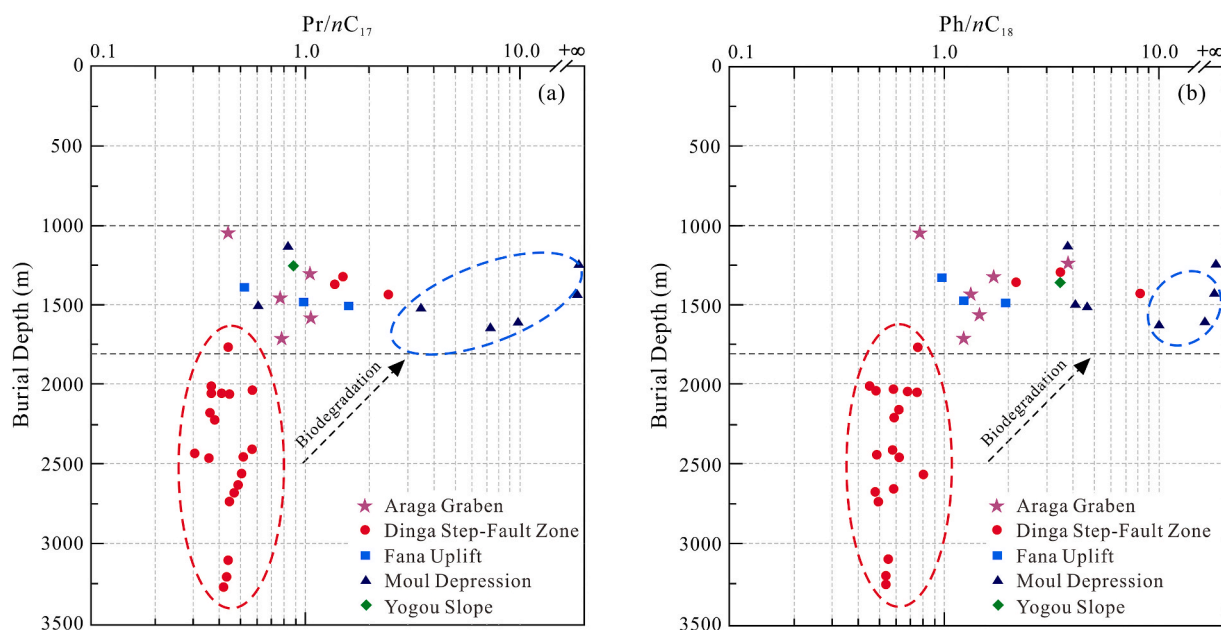 Pr/nC₁₇
0.1 1.0 10.0 +∞
0
500
1000
1500
2000
2500
3000
3500
Burial Depth (m)
(a)
Biodegradation
Araga Graben
Dinga Step-Fault Zone
Fana Uplift
Moul Depression
Yogou Slope
Ph/nC₁₈
0.1 1.0 10.0 +∞
0
500
1000
1500
2000
2500
3000
3500
Burial Depth (m)
(b)
Biodegradation
Araga Graben
Dinga Step-Fault Zone
Fana Uplift
Moul Depression
Yogou Slope